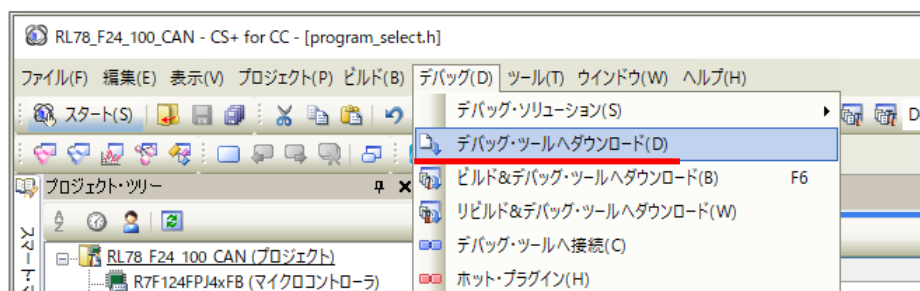 RL78_F24_100_CAN - CS+ for CC - [program_select.h]
ファイル(F) 編集(E) 表示(V) プロジェクト(P) ビルド(B) デバッグ(D) ツール(T) ウインドウ(W) ヘルプ(H)
スタート(S)
デバッグ・ソリューション(S)
デバッグ・ツールへダウンロード(D)
ビルド&デバッグ・ツールへダウンロード(B) F6
リビルド&デバッグ・ツールへダウンロード(W)
デバッグ・ツールへ接続(C)
ホット・プラグイン(H)
プロジェクト・ツリー
RL78_F24_100_CAN (プロジェクト)
R7F124FPJ4xFB (マイクロコントローラ)